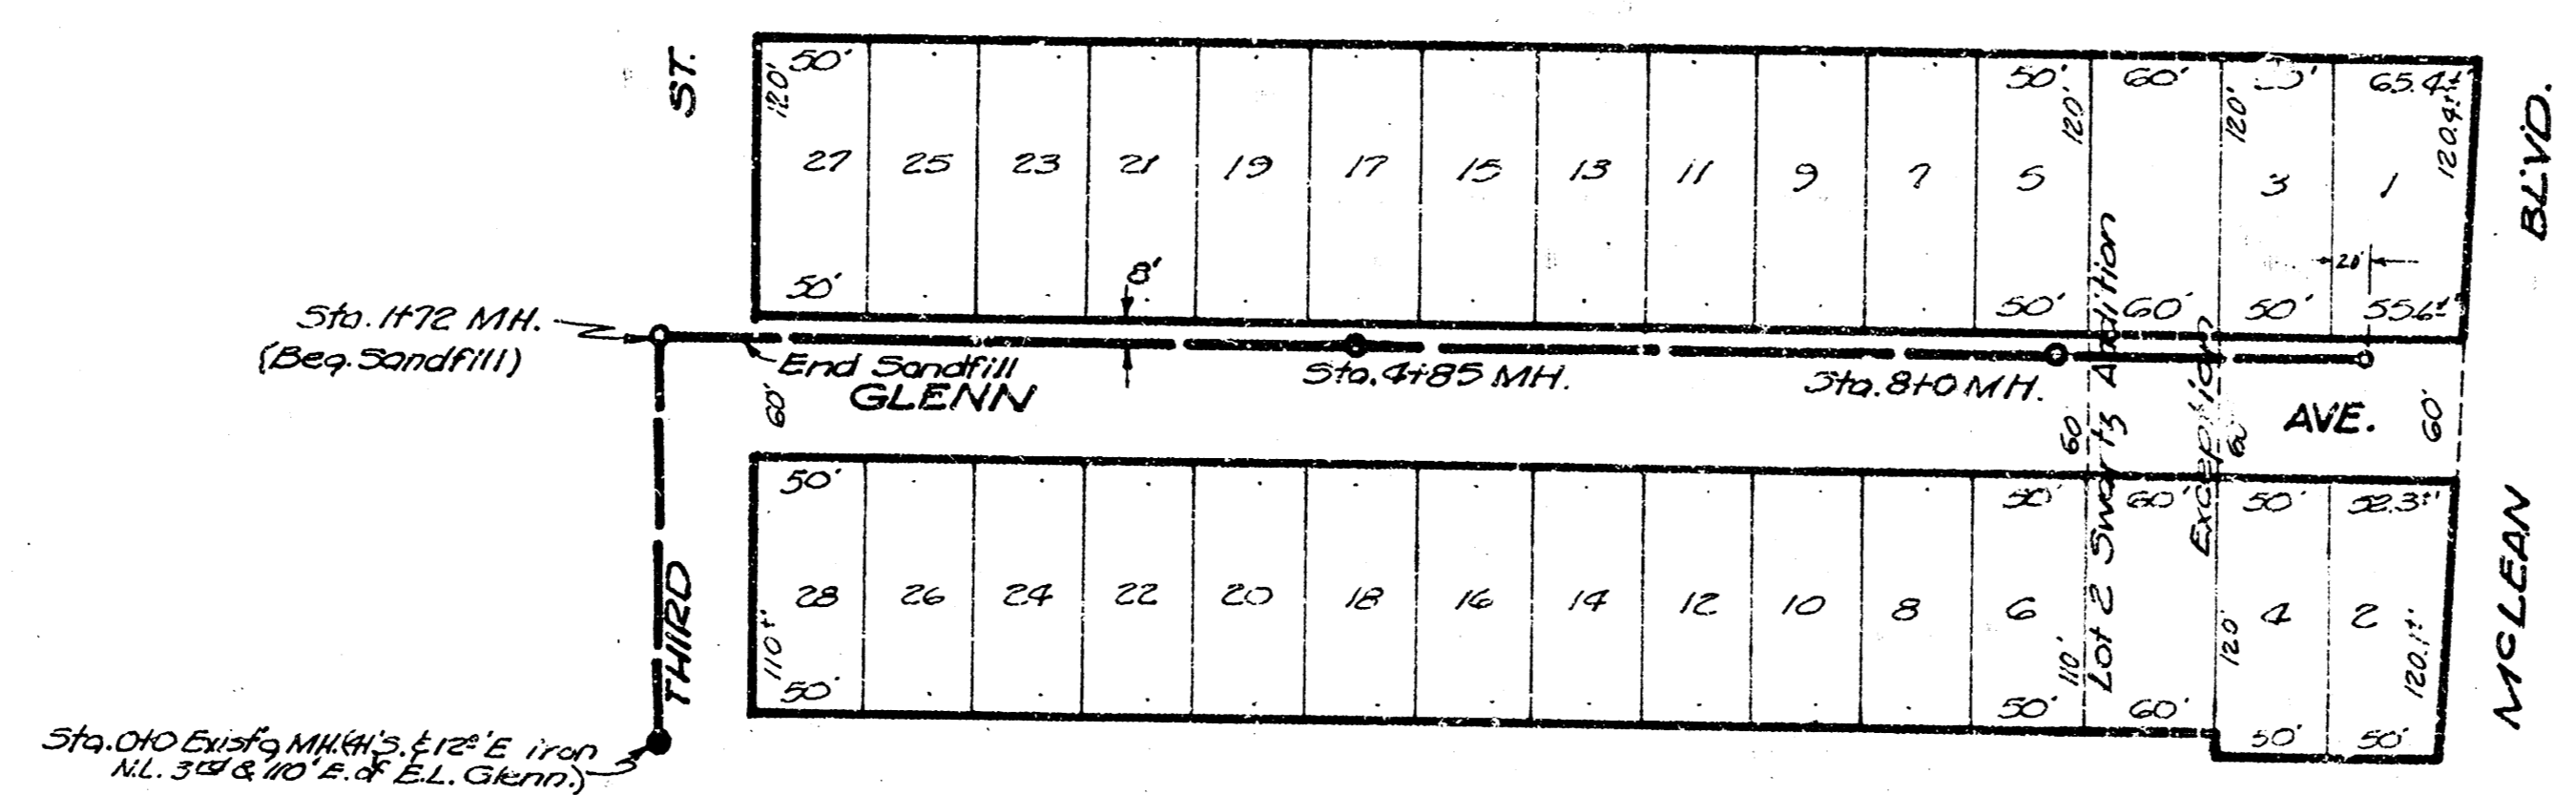 ST.
50'
50'
60'
65.4±'
120'
120'
120'
120.4±'
27 25 23 21 19 17 15 13 11 9 7 5 3 1
BLVD.
20'
8'
50'
50'
60'
50'
55.6±'
Sta. 1+72 MH.
(Beg. Sandfill)
End Sandfill
Sta. 4+85 MH.
Sta. 8+0 MH.
60'
GLENN
AVE.
60
60'
60'
Lot 2 Swartz Addition
Exception
50'
50'
60'
50'
52.3±'
28 26 24 22 20 18 16 14 12 10 8 6 4 2
110±'
110'
120'
120.1±'
THIRD
McLEAN
50'
50'
60'
50'
50'
Sta. 0+0 Exist'g MH.
N.L. 3rd & 110' E. of E.L. Glenn.)